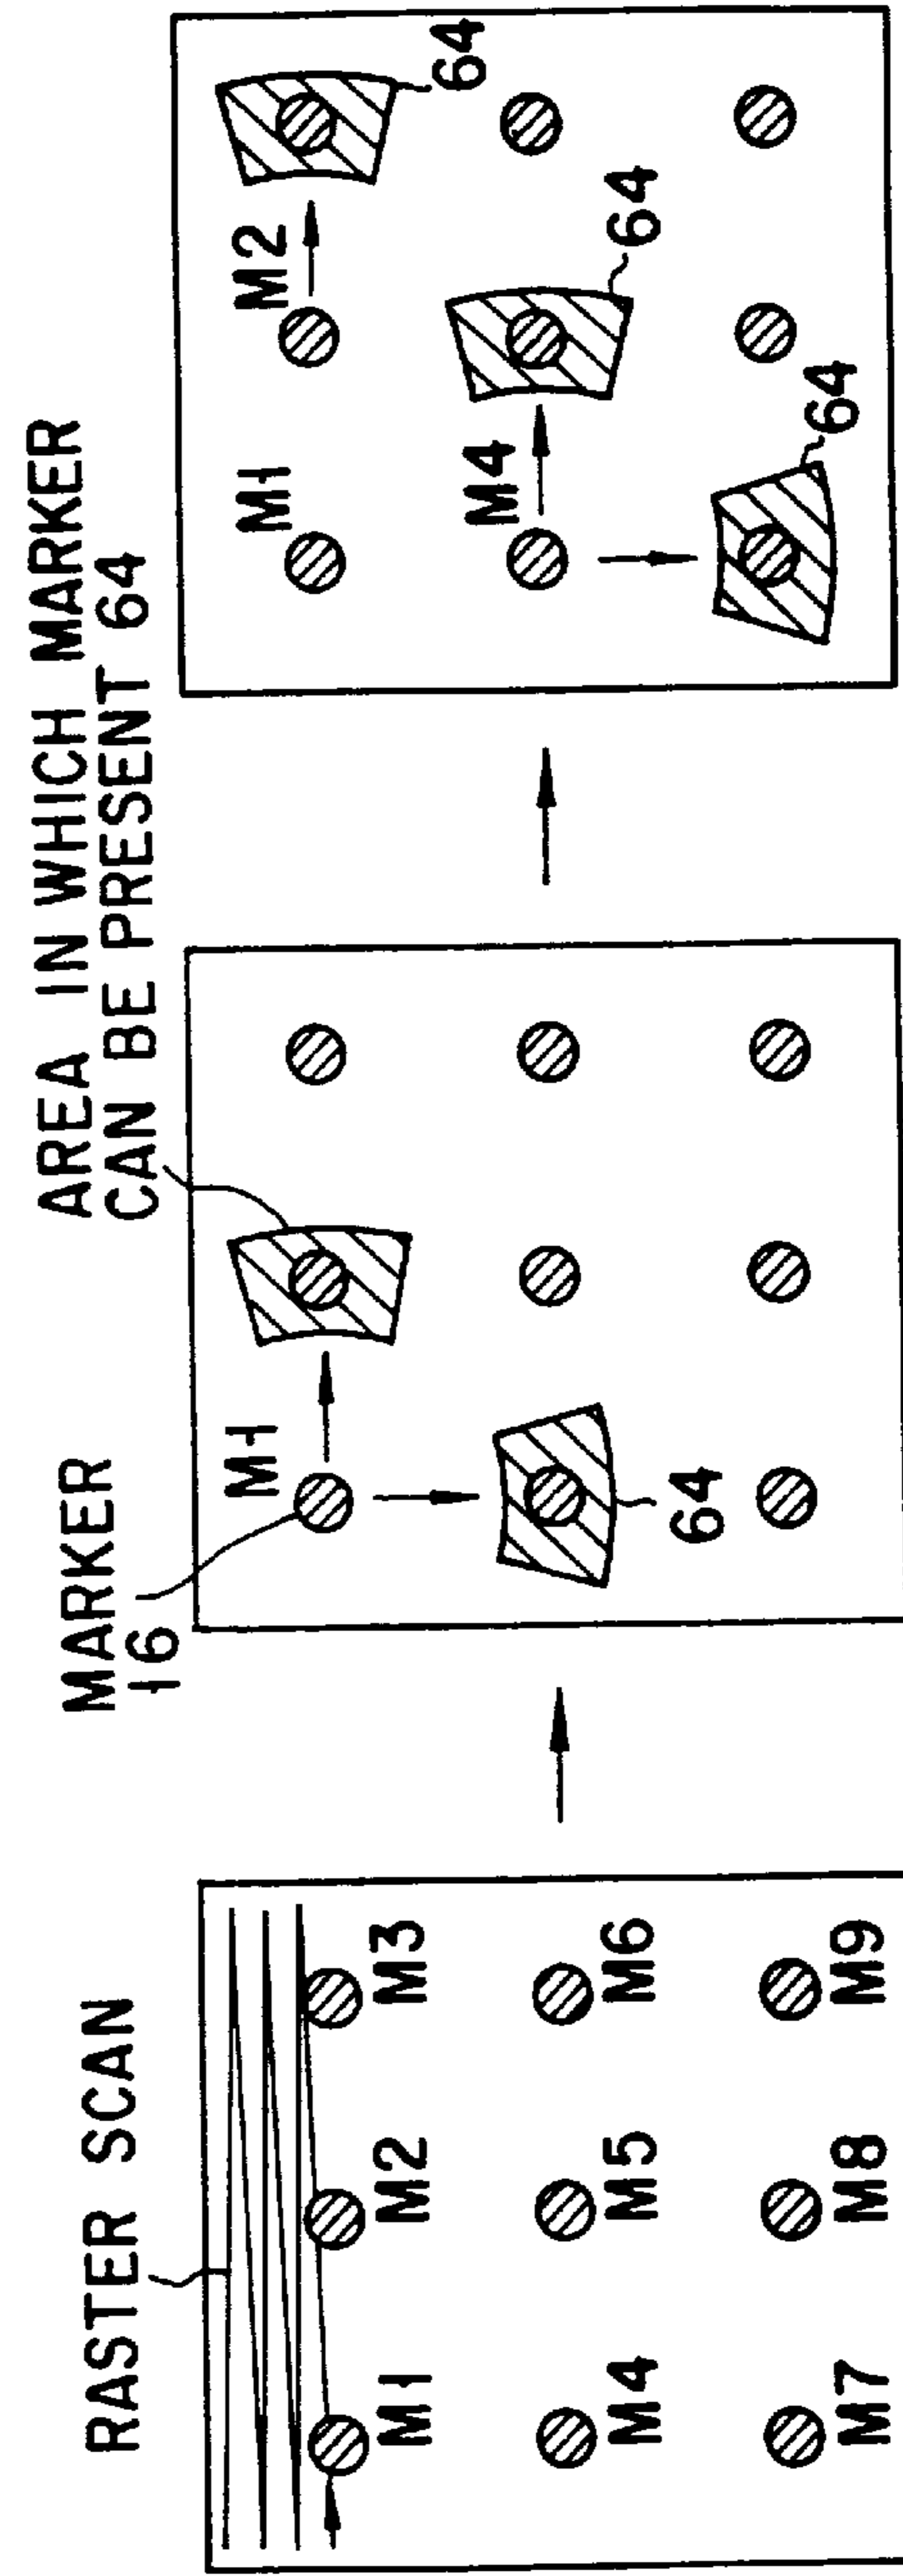 RASTER SCAN
M1 M2 M3
M4 M5 M6
M7 M8 M9
MARKER
16
M1
64
AREA IN WHICH MARKER
CAN BE PRESENT 64
M1 M2 64
M4 64
64